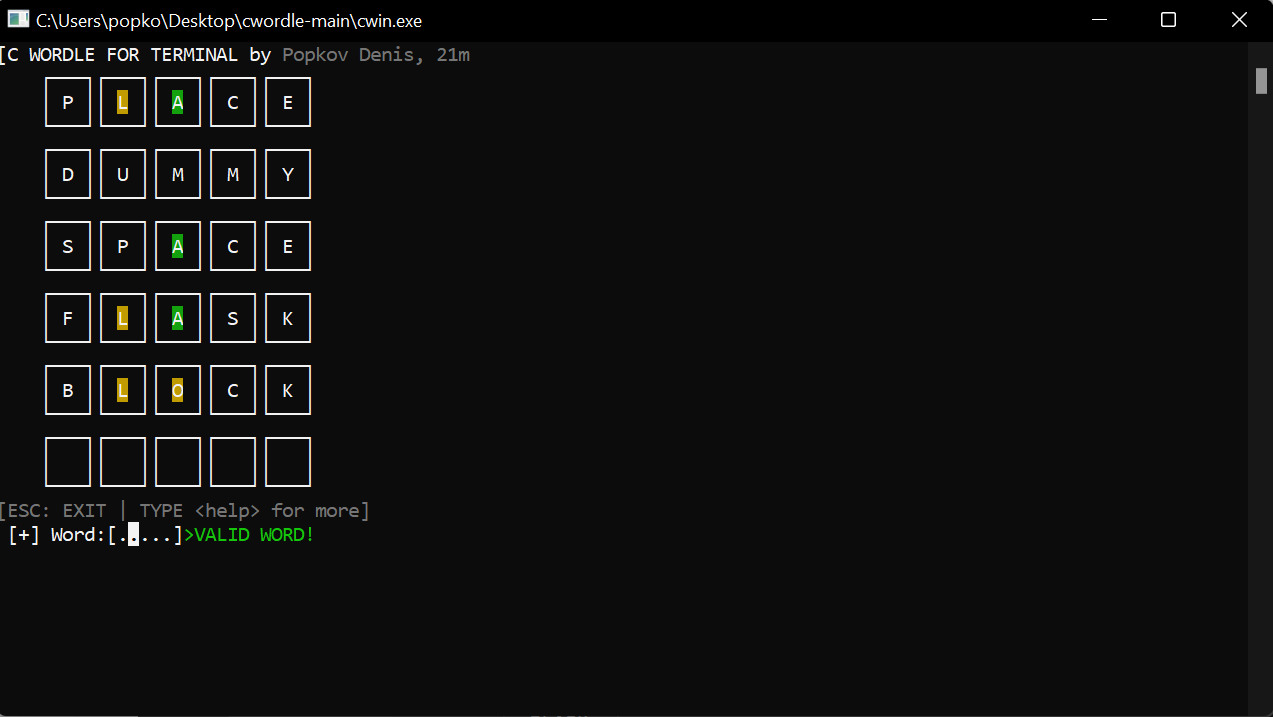 C:\Users\popko\Desktop\cwordle-main\cwin.exe
[C WORDLE FOR TERMINAL by Popkov Denis, 21m
P L A C E
D U M M Y
S P A C E
F L A S K
B L O C K
[ESC: EXIT | TYPE <help> for more]
[+] Word:[.....]>VALID WORD!